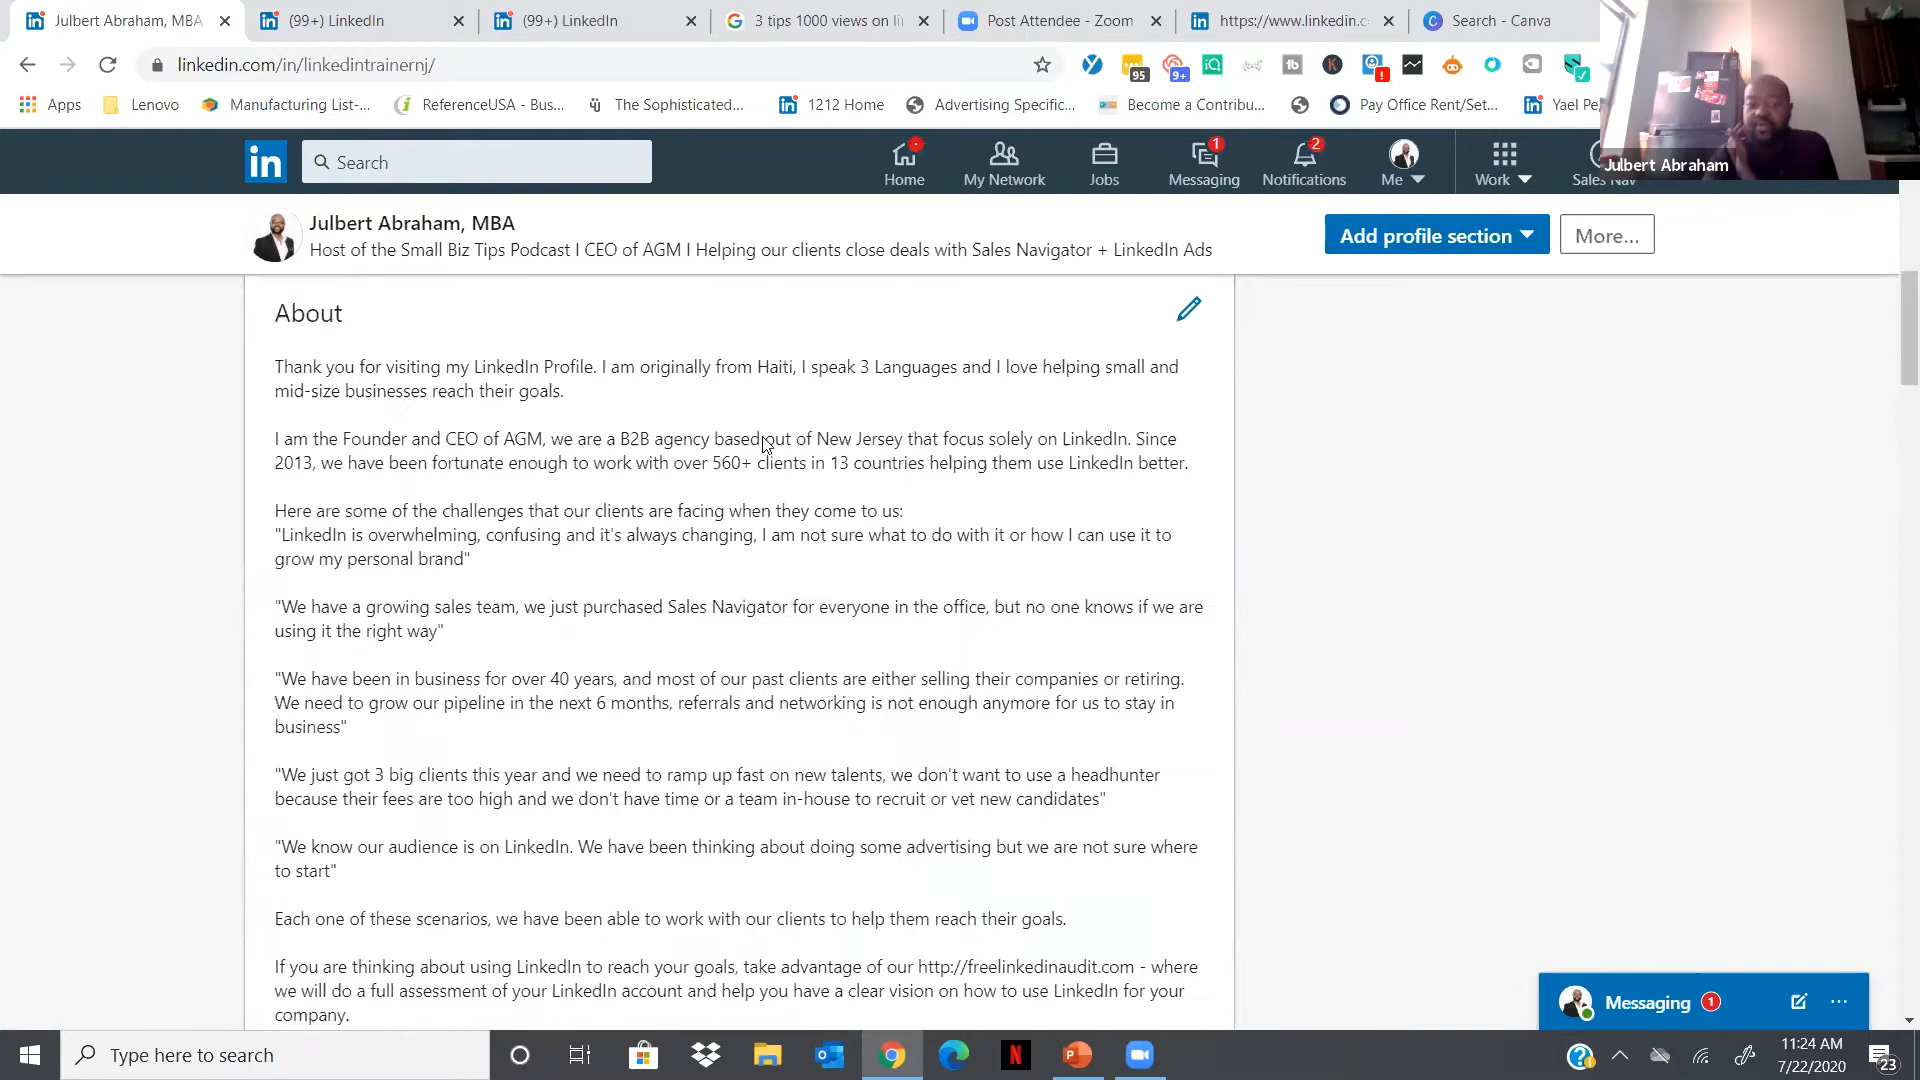 Julbert Abraham, MBA
(99+) LinkedIn
(99+) LinkedIn
3 tips 1000 views on li
Post Attendee - Zoom
https://www.linkedin.c
Search - Canva
linkedin.com/in/linkedintrainernj/
95
9+
Apps
Lenovo
Manufacturing List-...
ReferenceUSA - Bus...
The Sophisticated...
1212 Home
Advertising Specific...
Become a Contribu...
Pay Office Rent/Set...
Yael Pe
Julbert Abraham
in
Search
Home
My Network
Jobs
1
Messaging
2
Notifications
Me
Work
Sales Nav
Julbert Abraham, MBA
Host of the Small Biz Tips Podcast I CEO of AGM I Helping our clients close deals with Sales Navigator + LinkedIn Ads
Add profile section
More...
About
Thank you for visiting my LinkedIn Profile. I am originally from Haiti, I speak 3 Languages and I love helping small and
mid-size businesses reach their goals.
I am the Founder and CEO of AGM, we are a B2B agency based out of New Jersey that focus solely on LinkedIn. Since
2013, we have been fortunate enough to work with over 560+ clients in 13 countries helping them use LinkedIn better.
Here are some of the challenges that our clients are facing when they come to us:
"LinkedIn is overwhelming, confusing and it's always changing, I am not sure what to do with it or how I can use it to
grow my personal brand"
"We have a growing sales team, we just purchased Sales Navigator for everyone in the office, but no one knows if we are
using it the right way"
"We have been in business for over 40 years, and most of our past clients are either selling their companies or retiring.
We need to grow our pipeline in the next 6 months, referrals and networking is not enough anymore for us to stay in
business"
"We just got 3 big clients this year and we need to ramp up fast on new talents, we don't want to use a headhunter
because their fees are too high and we don't have time or a team in-house to recruit or vet new candidates"
"We know our audience is on LinkedIn. We have been thinking about doing some advertising but we are not sure where
to start"
Each one of these scenarios, we have been able to work with our clients to help them reach their goals.
If you are thinking about using LinkedIn to reach your goals, take advantage of our http://freelinkedinaudit.com - where
we will do a full assessment of your LinkedIn account and help you have a clear vision on how to use LinkedIn for your
company.
Messaging 1
Type here to search
11:24 AM
7/22/2020
23